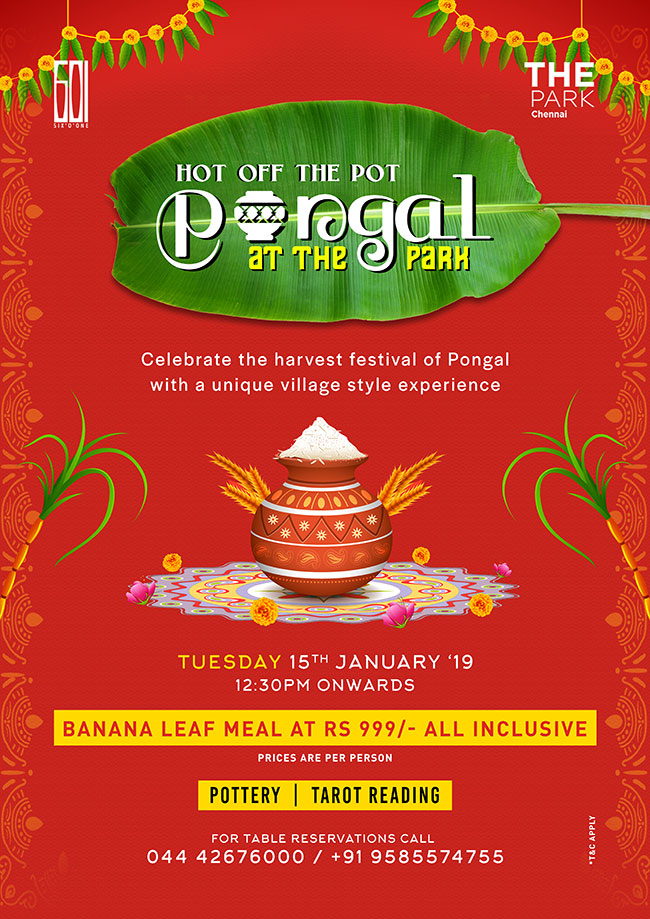 601
SIX'O'ONE
THE
PARK
Chennai
HOT OFF THE POT
Pongal
AT THE PARK
Celebrate the harvest festival of Pongal
with a unique village style experience
TUESDAY 15TH JANUARY ‘19
12:30PM ONWARDS
BANANA LEAF MEAL AT RS 999/- ALL INCLUSIVE
PRICES ARE PER PERSON
POTTERY | TAROT READING
FOR TABLE RESERVATIONS CALL
044 42676000 / +91 9585574755
*T&C APPLY